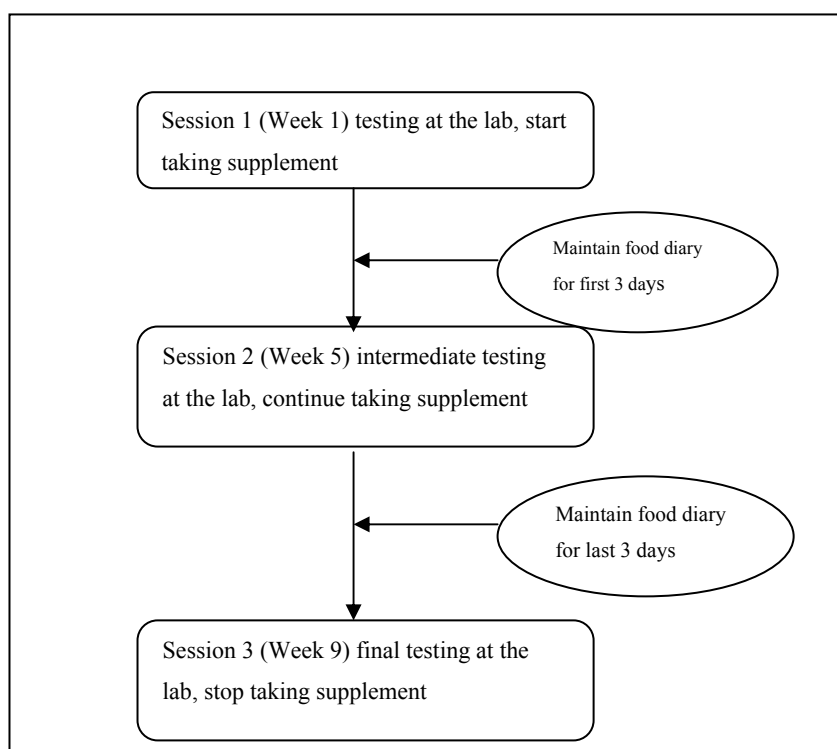 Session 1 (Week 1) testing at the lab, start
taking supplement
Maintain food diary
for first 3 days
Session 2 (Week 5) intermediate testing
at the lab, continue taking supplement
Maintain food diary
for last 3 days
Session 3 (Week 9) final testing at the
lab, stop taking supplement